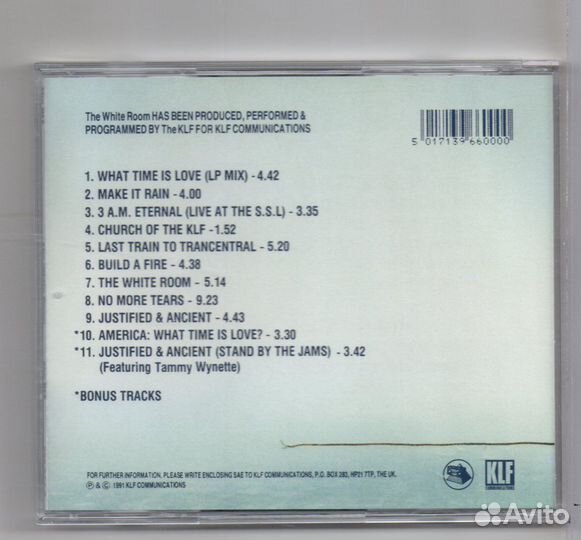 The White Room HAS BEEN PRODUCED, PERFORMED &
PROGRAMMED BY The KLF FOR KLF COMMUNICATIONS
5 017139 660000
1. WHAT TIME IS LOVE (LP MIX) - 4.42
2. MAKE IT RAIN - 4.00
3. 3 A.M. ETERNAL (LIVE AT THE S.S.L) - 3.35
4. CHURCH OF THE KLF - 1.52
5. LAST TRAIN TO TRANCENTRAL - 5.20
6. BUILD A FIRE - 4.38
7. THE WHITE ROOM - 5.14
8. NO MORE TEARS - 9.23
9. JUSTIFIED & ANCIENT - 4.43
*10. AMERICA: WHAT TIME IS LOVE? - 3.30
*11. JUSTIFIED & ANCIENT (STAND BY THE JAMS) - 3.42
(Featuring Tammy Wynette)
*BONUS TRACKS
FOR FURTHER INFORMATION, PLEASE WRITE ENCLOSING SAE TO KLF COMMUNICATIONS, P.O. BOX 283, HP21 7TP, THE UK.
℗ & © 1991 KLF COMMUNICATIONS
KLF
COMMUNICATIONS
Avito